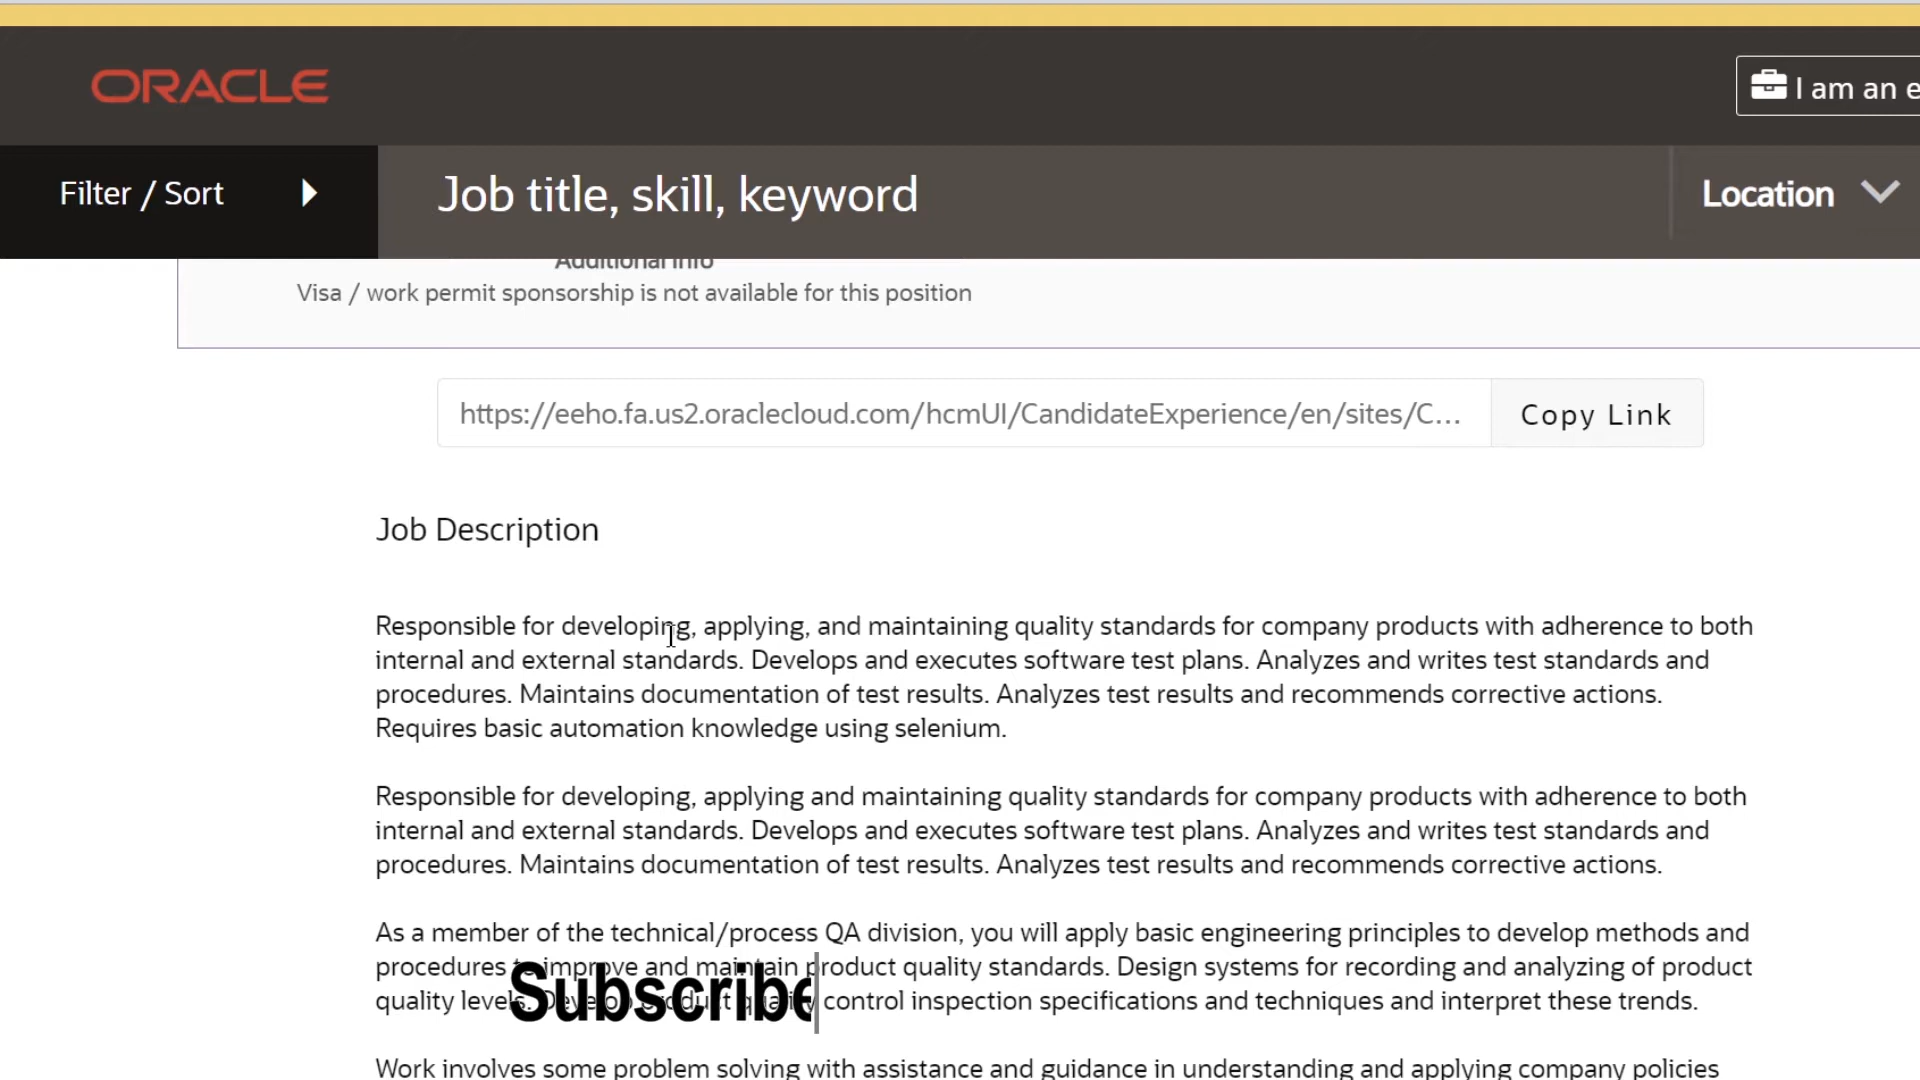 ORACLE
I am an e
Filter / Sort
Job title, skill, keyword
Location
Additional Info
Visa / work permit sponsorship is not available for this position
https://eeho.fa.us2.oraclecloud.com/hcmUI/CandidateExperience/en/sites/C...
Copy Link
Job Description
Responsible for developing, applying, and maintaining quality standards for company products with adherence to both
internal and external standards. Develops and executes software test plans. Analyzes and writes test standards and
procedures. Maintains documentation of test results. Analyzes test results and recommends corrective actions.
Requires basic automation knowledge using selenium.
Responsible for developing, applying and maintaining quality standards for company products with adherence to both
internal and external standards. Develops and executes software test plans. Analyzes and writes test standards and
procedures. Maintains documentation of test results. Analyzes test results and recommends corrective actions.
As a member of the technical/process QA division, you will apply basic engineering principles to develop methods and
procedures to improve and maintain product quality standards. Design systems for recording and analyzing of product
quality levels. Develop product quality control inspection specifications and techniques and interpret these trends.
Subscribe
Work involves some problem solving with assistance and guidance in understanding and applying company policies